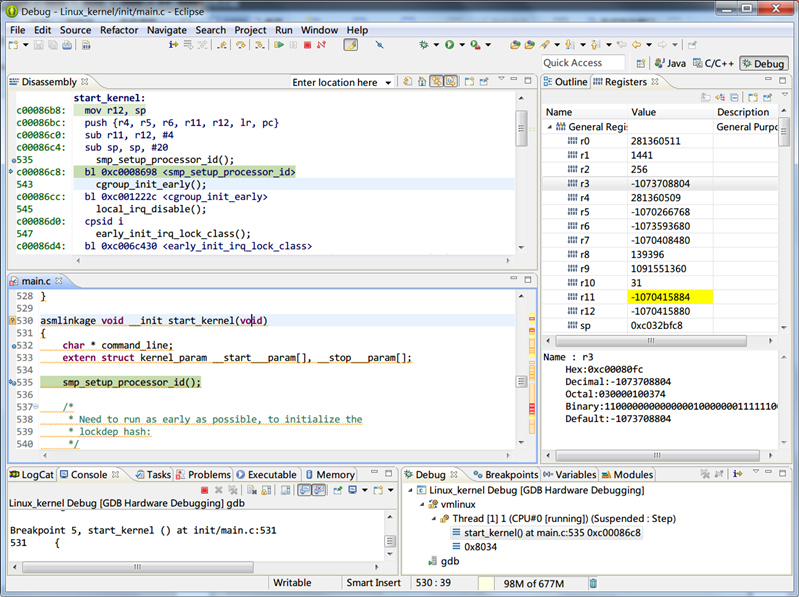 Debug - Linux_kernel/init/main.c - Eclipse
File Edit Source Refactor Navigate Search Project Run Window Help
Quick Access Java C/C++ Debug
Disassembly
Enter location here
start_kernel:
c00086b8: mov r12, sp
c00086bc: push {r4, r5, r6, r11, r12, lr, pc}
c00086c0: sub r11, r12, #4
c00086c4: sub sp, sp, #20
535 smp_setup_processor_id();
c00086c8: bl 0xc0008698 <smp_setup_processor_id>
543 cgroup_init_early();
c00086cc: bl 0xc001222c <cgroup_init_early>
545 local_irq_disable();
c00086d0: cpsid i
547 early_init_irq_lock_class();
c00086d4: bl 0xc006c430 <early_init_irq_lock_class>
Outline Registers
Name Value Description
General Regis General Purpo
r0 281360511
r1 1441
r2 256
r3 -1073708804
r4 281360509
r5 -1070266768
r6 -1073593680
r7 -1070408480
r8 139396
r9 1091551360
r10 31
r11 -1070415884
r12 -1070415880
sp 0xc032bfc8
Name : r3
Hex:0xc00080fc
Decimal:-1073708804
Octal:030000100374
Default:-1073708804
main.c
528 }
529
530 asmlinkage void __init start_kernel(void)
531 {
532 char * command_line;
533 extern struct kernel_param __start___param[], __stop___param[];
534
535 smp_setup_processor_id();
536
537 /*
538 * Need to run as early as possible, to initialize the
539 * lockdep hash:
540 */
LogCat Console Tasks Problems Executable Memory
Linux_kernel Debug [GDB Hardware Debugging] gdb
Breakpoint 5, start_kernel () at init/main.c:531
531 {
Debug Breakpoints Variables Modules
Linux_kernel Debug [GDB Hardware Debugging]
vmlinux
Thread [1] 1 (CPU#0 [running]) (Suspended : Step)
start_kernel() at main.c:535 0xc00086c8
0x8034
gdb
Writable Smart Insert 530 : 39 98M of 677M